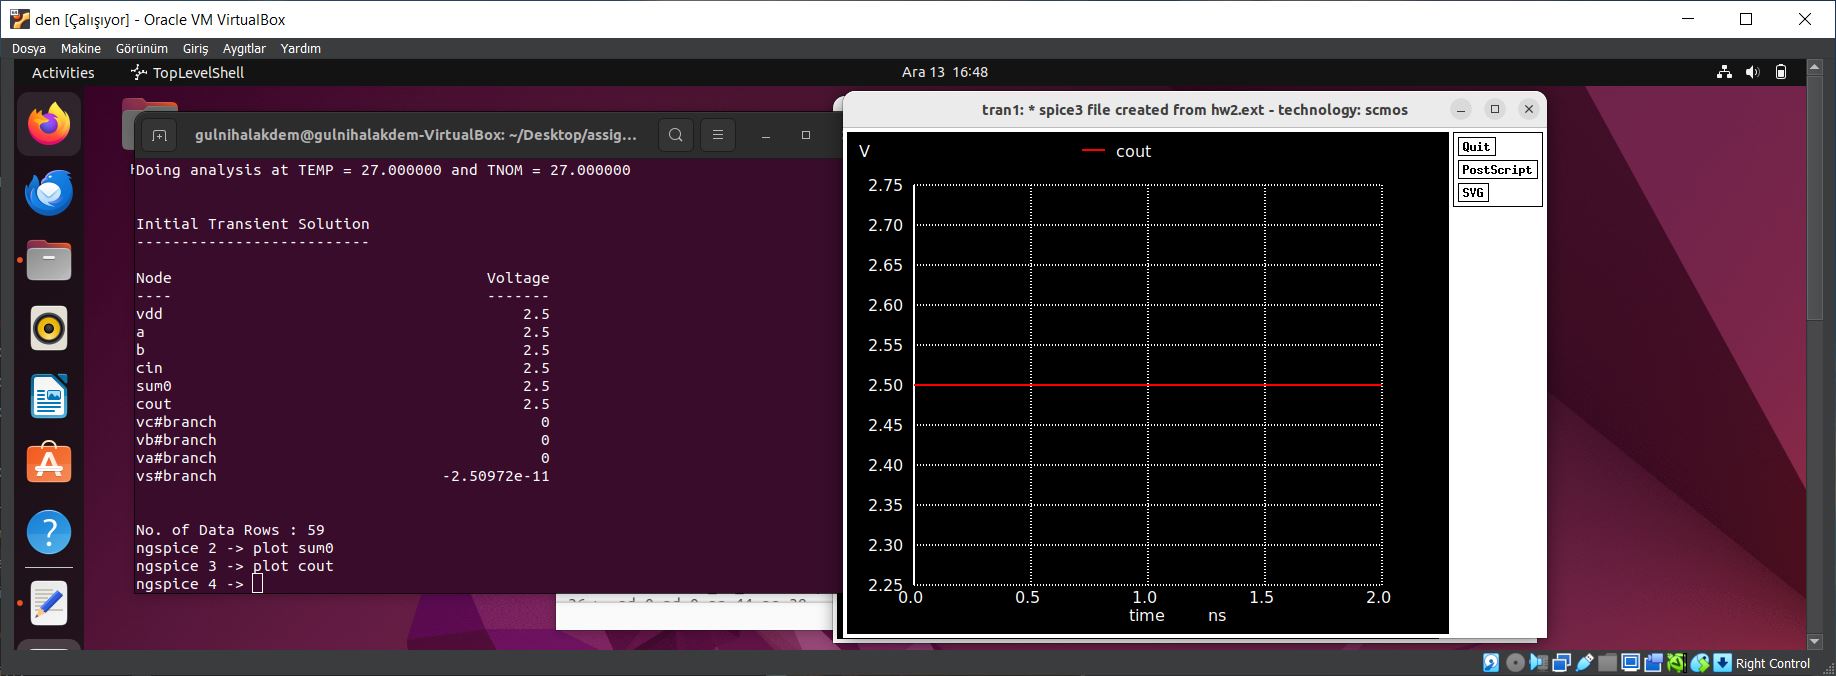 den [Çalışıyor] - Oracle VM VirtualBox
Dosya Makine Görünüm Giriş Aygıtlar Yardım
Activities TopLevelShell Ara 13 16:48
gulnihalakdem@gulnihalakdem-VirtualBox: ~/Desktop/assig...
Doing analysis at TEMP = 27.000000 and TNOM = 27.000000
Initial Transient Solution
--------------------------
Node Voltage
---- -------
vdd 2.5
a 2.5
b 2.5
cin 2.5
sum0 2.5
cout 2.5
vc#branch 0
vb#branch 0
va#branch 0
vs#branch -2.50972e-11
No. of Data Rows : 59
ngspice 2 -> plot sum0
ngspice 3 -> plot cout
ngspice 4 ->
tran1: * spice3 file created from hw2.ext - technology: scmos
V cout
2.75
2.70
2.65
2.60
2.55
2.50
2.45
2.40
2.35
2.30
2.25
0.0 0.5 1.0 1.5 2.0
time ns
Quit
PostScript
SVG
Right Control